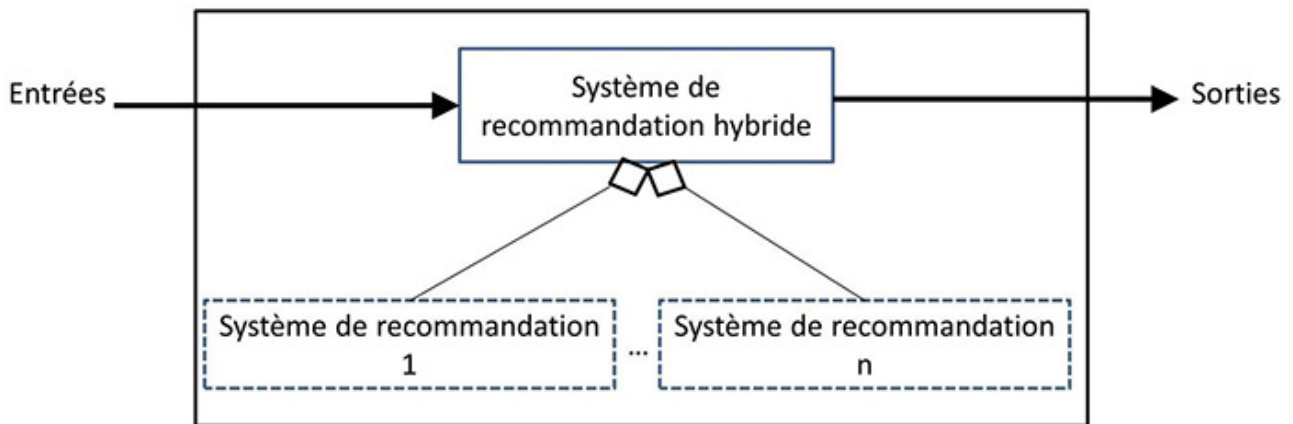 Entrées
Système de
recommandation hybride
Sorties
Système de recommandation
1
...
Système de recommandation
n